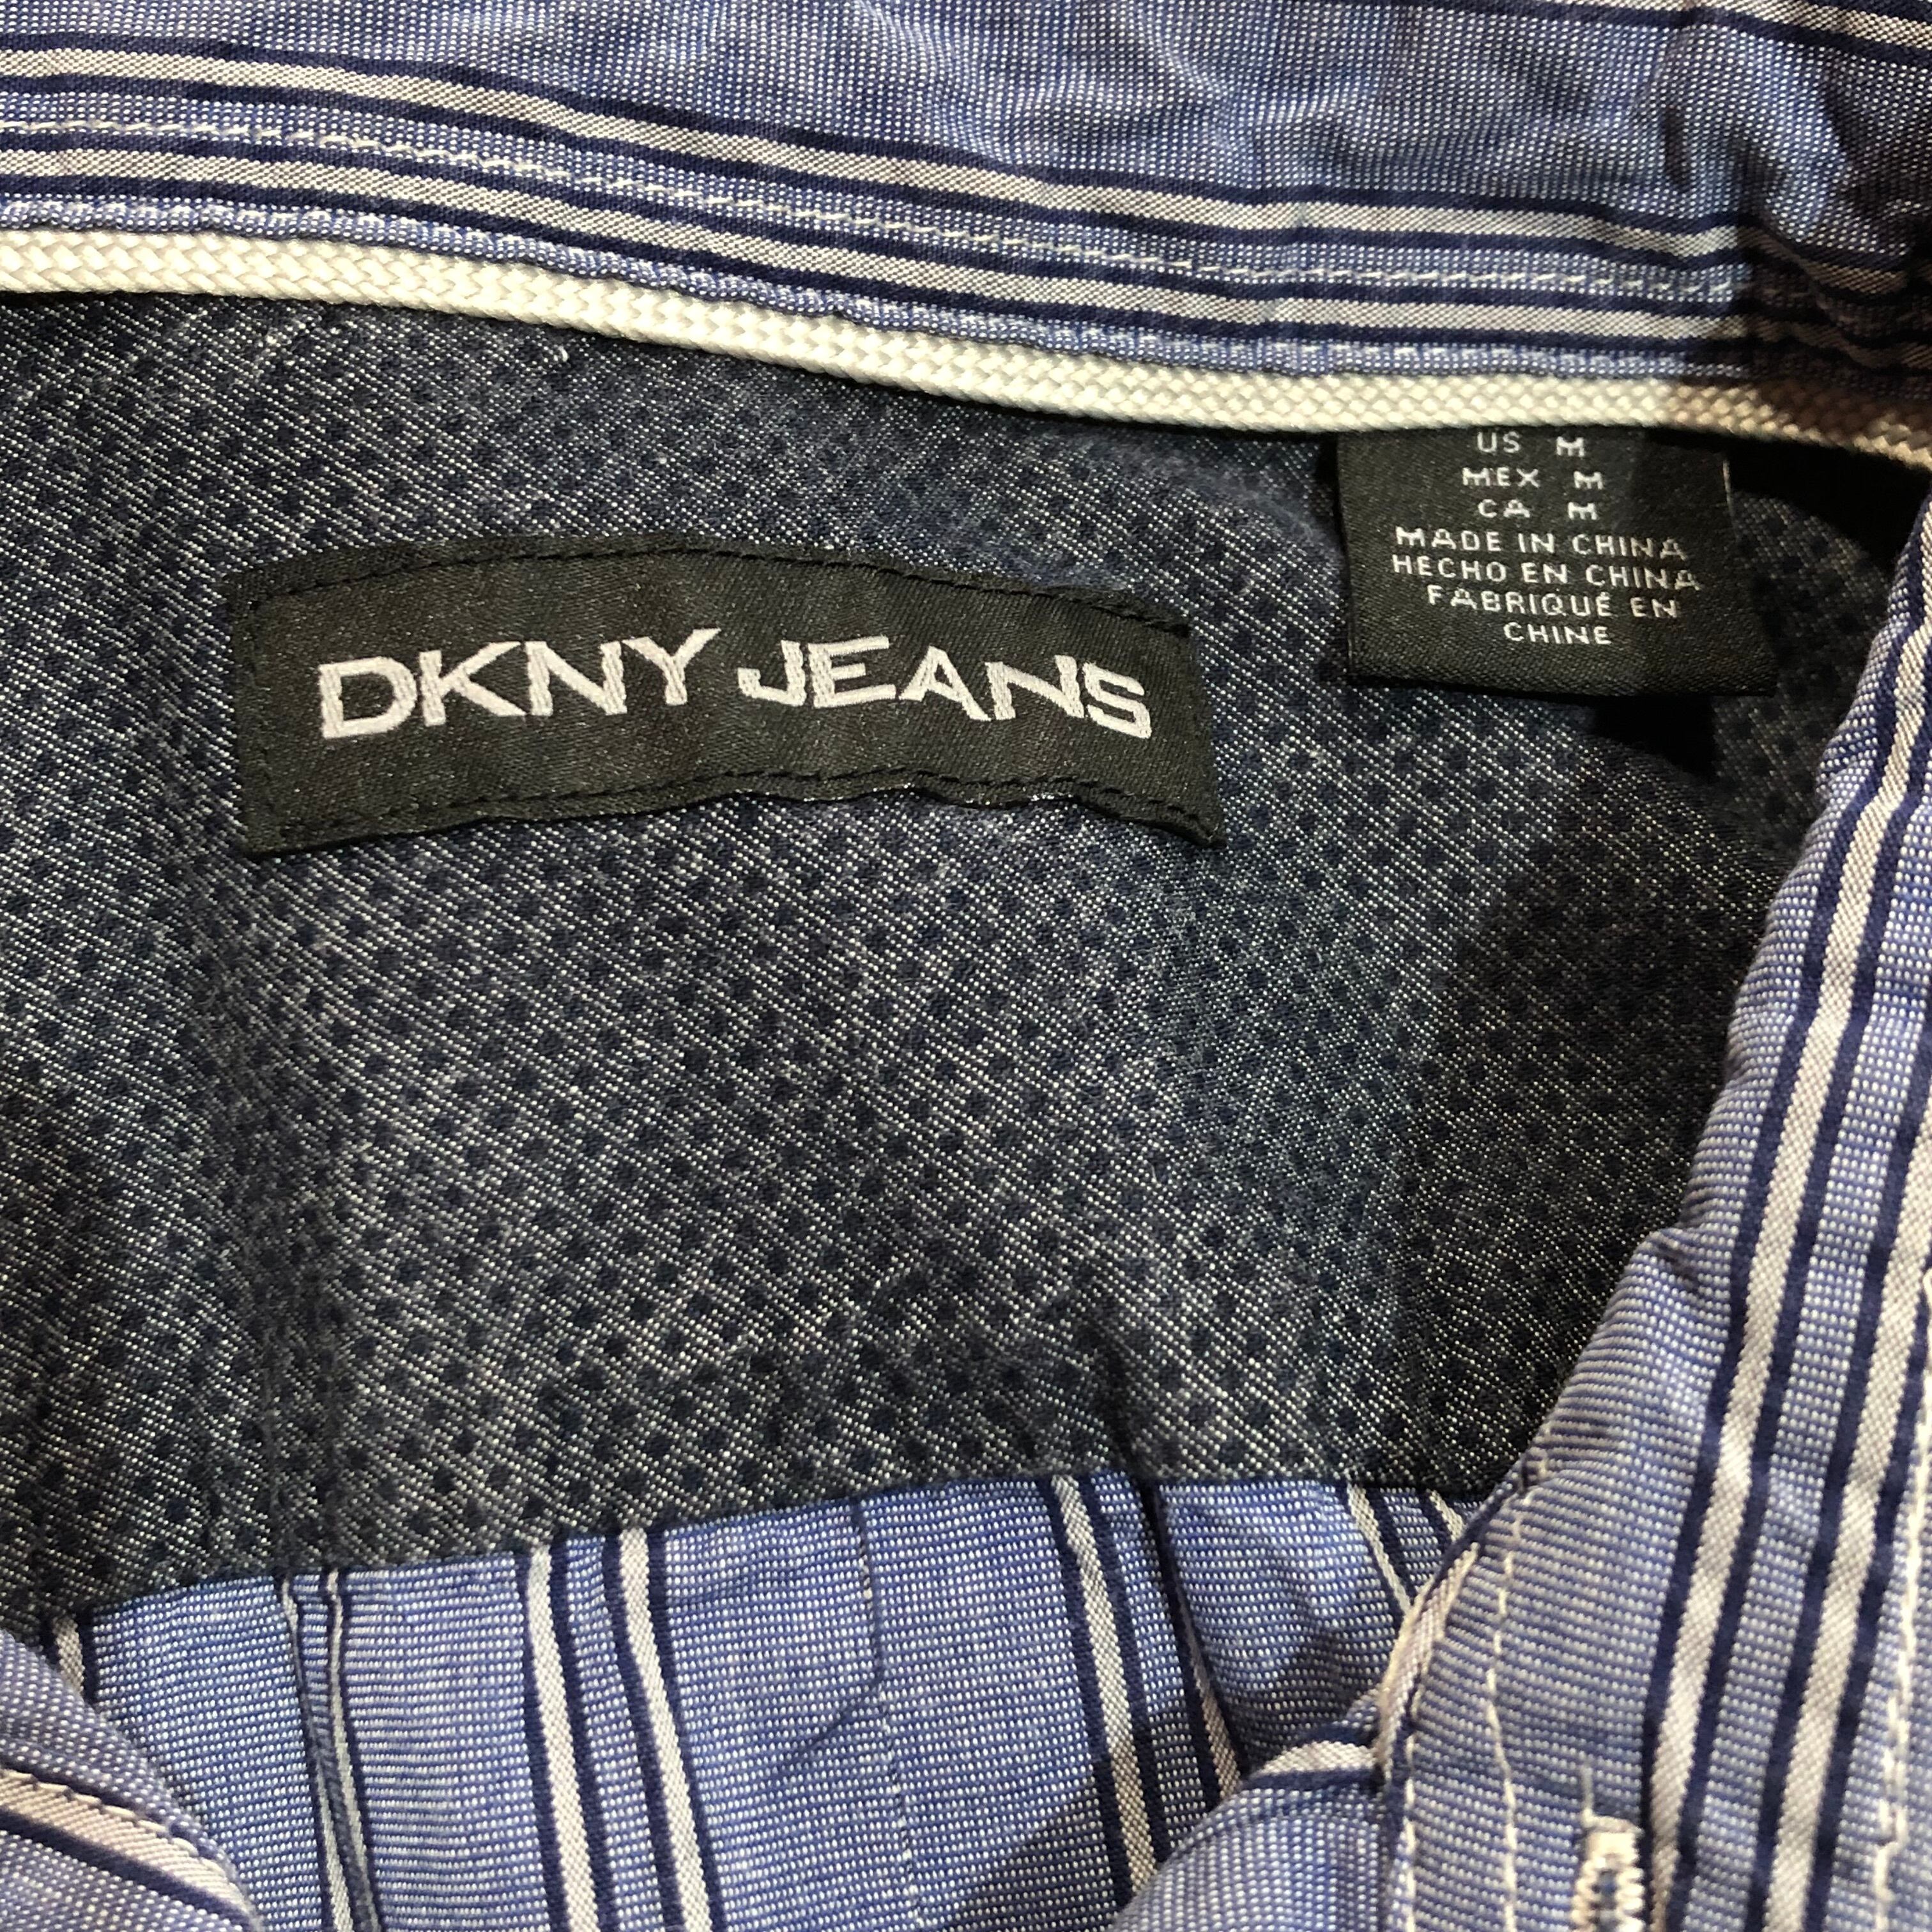 DKNY JEANS
US M
MEX M
CA M
MADE IN CHINA
HECHO EN CHINA
FABRIQUÉ EN
CHINE